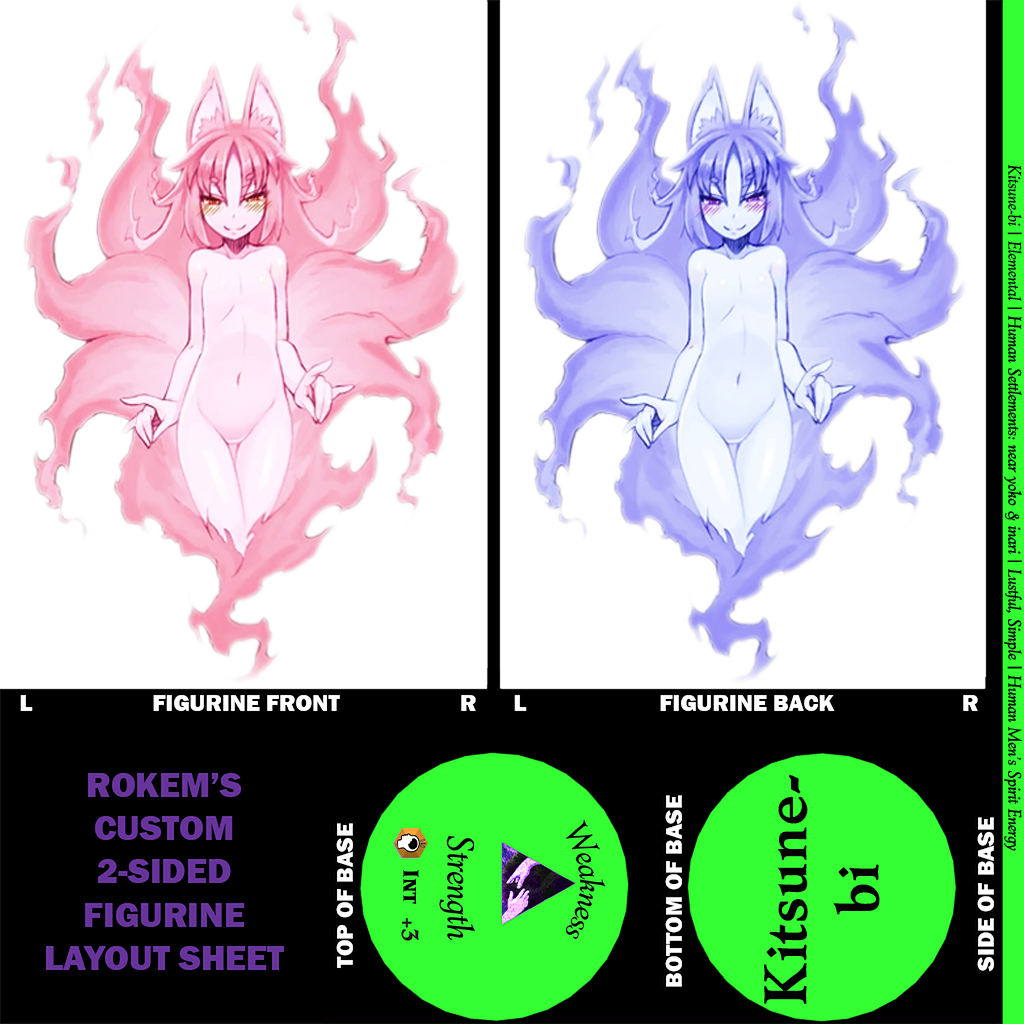 L FIGURINE FRONT R
L FIGURINE BACK R
ROKEM'S
CUSTOM
2-SIDED
FIGURINE
LAYOUT SHEET
TOP OF BASE
INT +3
Strength
Weakness
BOTTOM OF BASE
Kitsune-
bi
SIDE OF BASE
Kitsune-bi | Elemental | Human Settlements: near yoko & inari | Lustful, Simple | Human Men's Spirit Energy